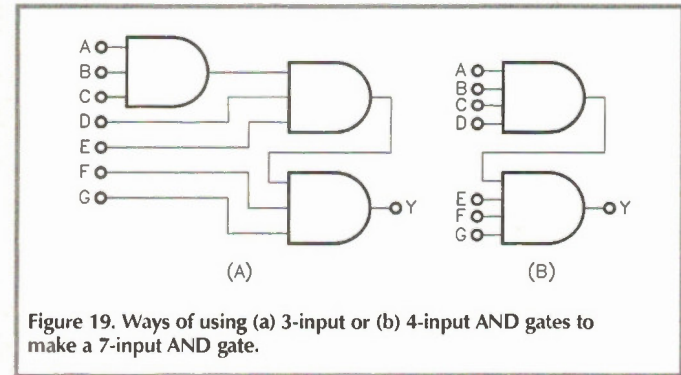 A
B
C
D
E
F
G
Y
(A)
A
B
C
D
E
F
G
Y
(B)
Figure 19. Ways of using (a) 3-input or (b) 4-input AND gates to
make a 7-input AND gate.